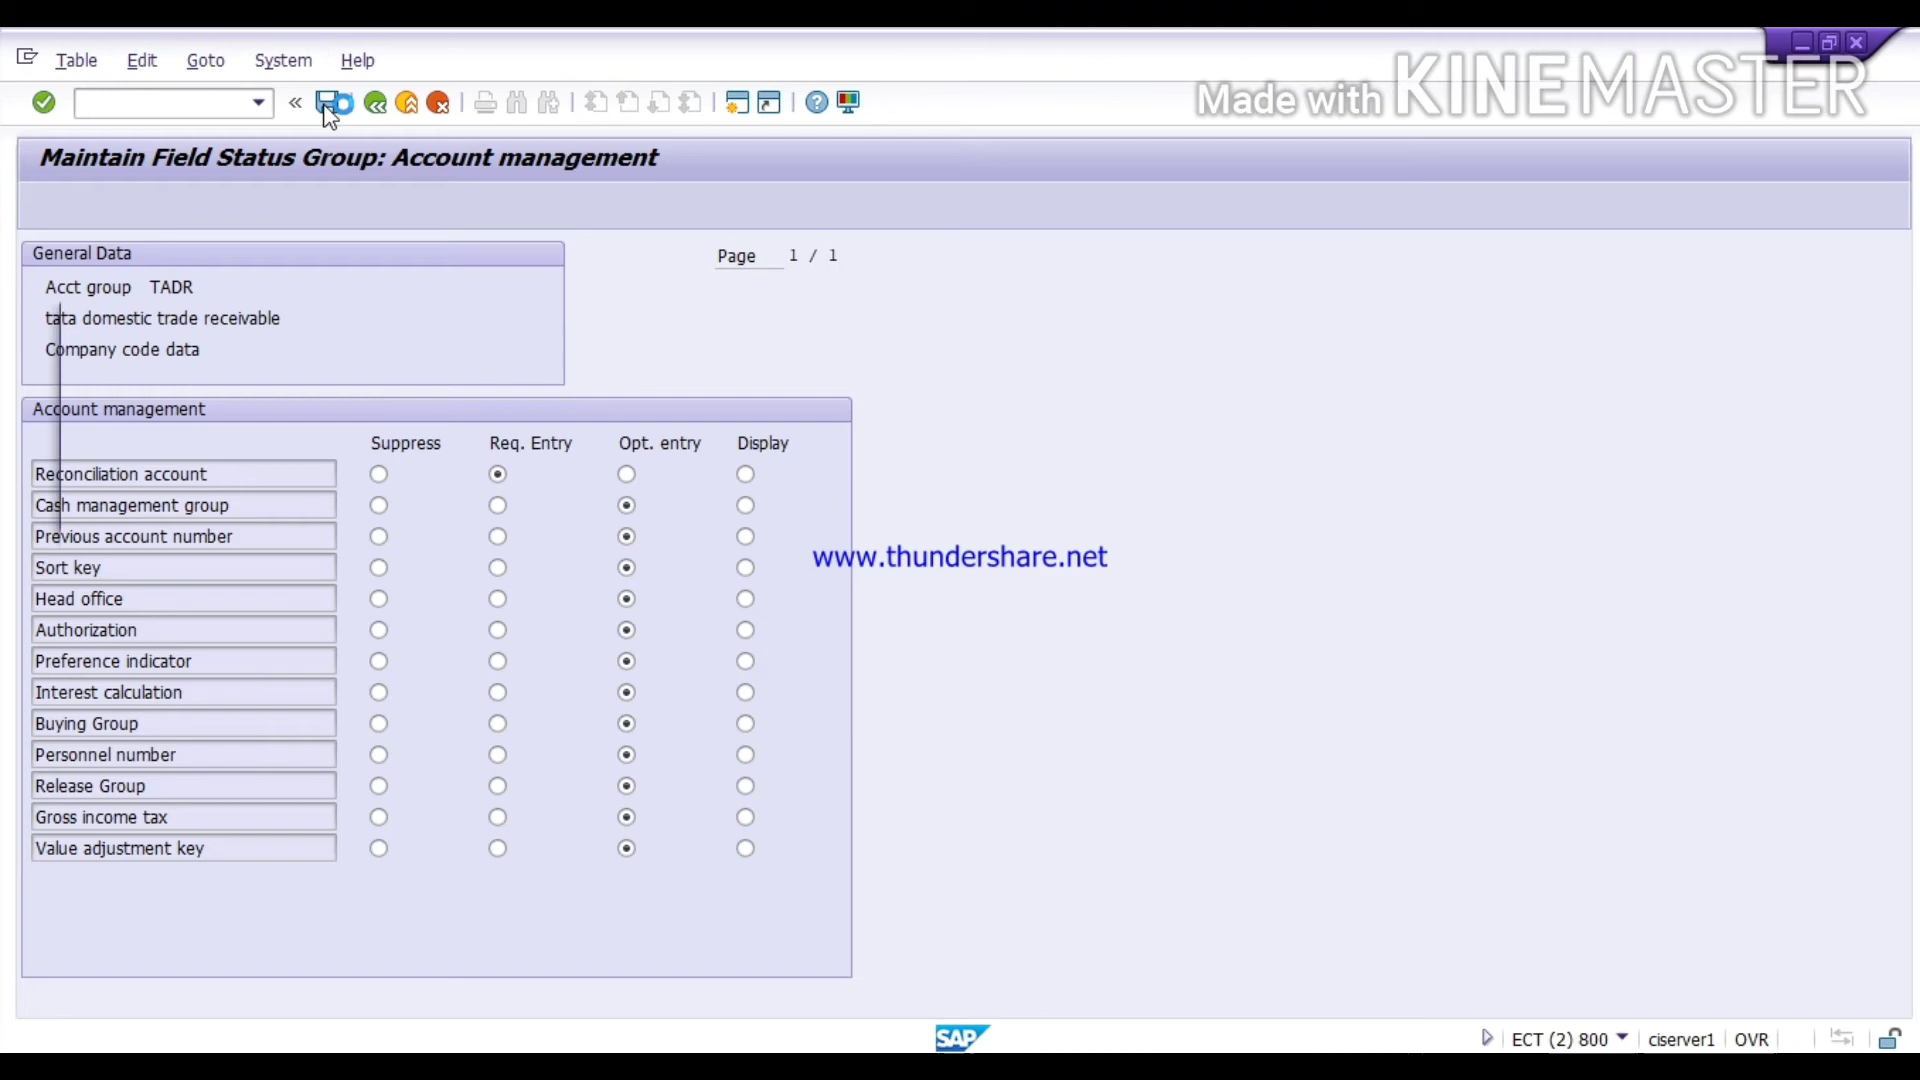 Table Edit Goto System Help
Made with KINEMASTER
Maintain Field Status Group: Account management
General Data
Page 1 / 1
Acct group TADR
tata domestic trade receivable
Company code data
Account management
Suppress Req. Entry Opt. entry Display
Reconciliation account
Cash management group
Previous account number
www.thundershare.net
Sort key
Head office
Authorization
Preference indicator
Interest calculation
Buying Group
Personnel number
Release Group
Gross income tax
Value adjustment key
SAP
ECT (2) 800 ciserver1 OVR